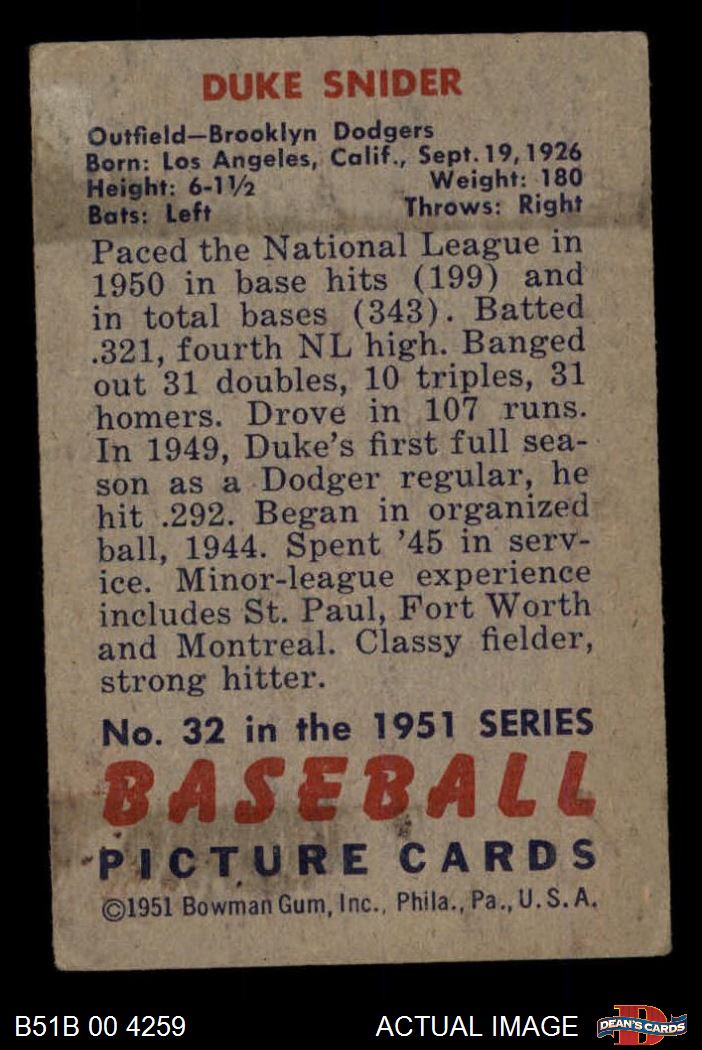 DUKE SNIDER
Outfield—Brooklyn Dodgers
Born: Los Angeles, Calif., Sept. 19, 1926
Height: 6-1½ Weight: 180
Bats: Left Throws: Right
Paced the National League in
1950 in base hits (199) and
in total bases (343). Batted
.321, fourth NL high. Banged
out 31 doubles, 10 triples, 31
homers. Drove in 107 runs.
In 1949, Duke's first full sea-
son as a Dodger regular, he
hit .292. Began in organized
ball, 1944. Spent '45 in serv-
ice. Minor-league experience
includes St. Paul, Fort Worth
and Montreal. Classy fielder,
strong hitter.
No. 32 in the 1951 SERIES
BASEBALL
PICTURE CARDS
©1951 Bowman Gum, Inc., Phila., Pa., U.S.A.
B51B 00 4259 ACTUAL IMAGE D DEAN'S CARDS